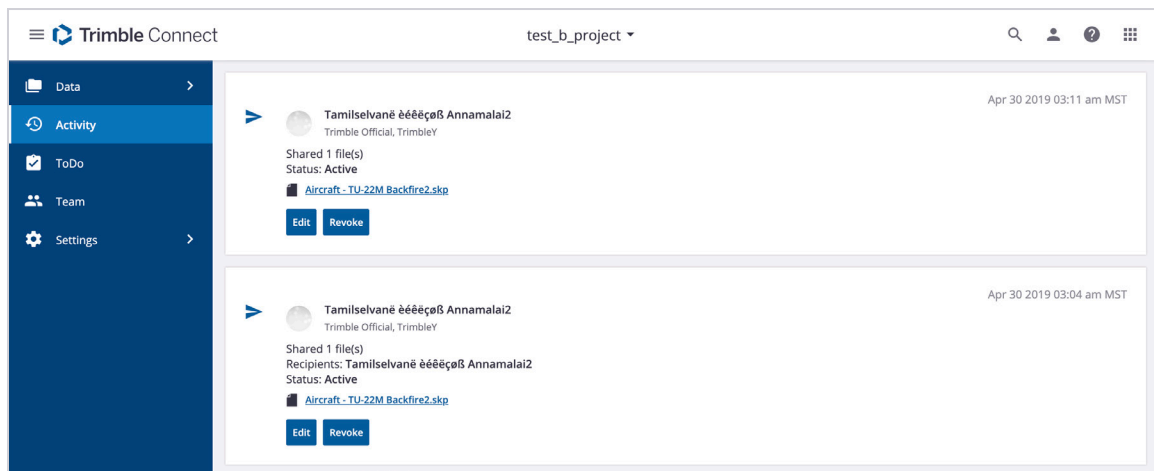 Trimble Connect
test_b_project
Data
Activity
ToDo
Team
Settings
Apr 30 2019 03:11 am MST
Tamilselvanë èéêëçøß Annamalai2
Trimble Official, TrimbleY
Shared 1 file(s)
Status: Active
Aircraft - TU-22M Backfire2.skp
Edit Revoke
Apr 30 2019 03:04 am MST
Tamilselvanë èéêëçøß Annamalai2
Trimble Official, TrimbleY
Shared 1 file(s)
Recipients: Tamilselvanë èéêëçøß Annamalai2
Status: Active
Aircraft - TU-22M Backfire2.skp
Edit Revoke